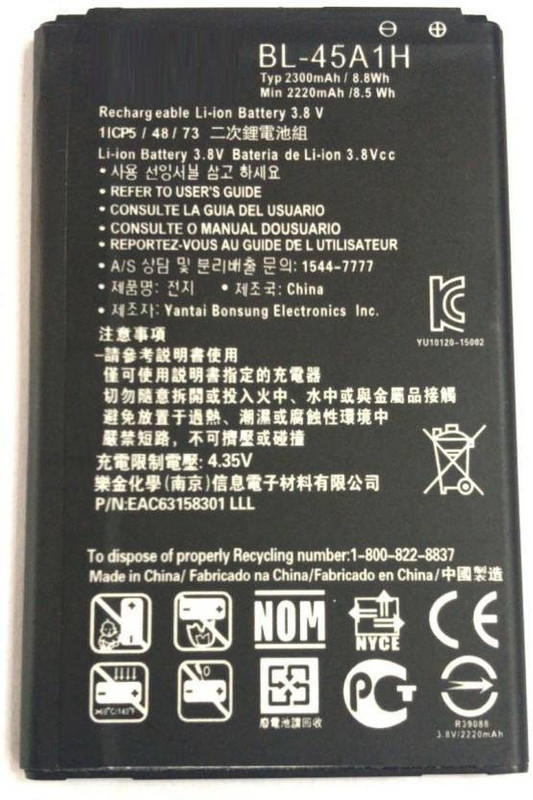 BL-45A1H
Typ 2300mAh / 8.8Wh
Min 2220mAh /8.5 Wh
Rechargeable Li-ion Battery 3.8 V
1ICP5 / 48 / 73 二次鋰電池組
Li-ion Battery 3.8V Bateria de Li-ion 3.8Vcc
• 사용 선임서널 삼고 하세요
• REFER TO USER'S GUIDE
• CONSULTE LA GUIA DEL USUARIO
• CONSULTE O MANUAL DOUSUARIO
• REPORTEZ-VOUS AU GUIDE DE L UTILISATEUR
• A/S 상담 및 분리배출 문의: 1544-7777
• 제품명: 전지 • 제조국: China
• 제조자: Yantai Bonsung Electronics Inc.
YU10120-15002
注意事項
–請參考説明書使用
僅可使用説明書指定的充電器
切勿隨意拆開或投入火中、水中或與金屬品接觸
避免放置于過熱、潮濕或腐蝕性環境中
嚴禁短路，不可擠壓或碰撞
充電限制電壓: 4.35V
樂金化學(南京)信息電子材料有限公司
P/N:EAC63158301 LLL
To dispose of properly Recycling number:1-800-822-8837
Made in China/ Fabricado na China/Fabricado en China/中國製造
NOM
NYCE
CE
>60°C/140°F
廢電池請回收
PCT
R39086
3.8V/2220mAh